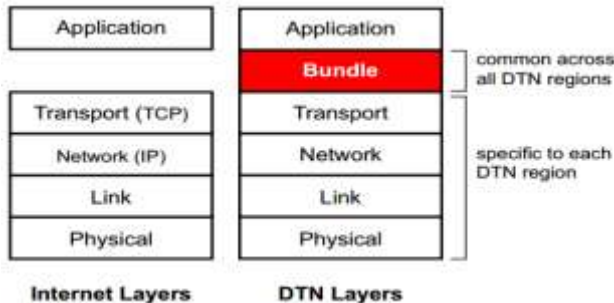 Application
Transport (TCP)
Network (IP)
Link
Physical
Internet Layers
Application
Bundle
Transport
Network
Link
Physical
DTN Layers
common across
all DTN regions
specific to each
DTN region